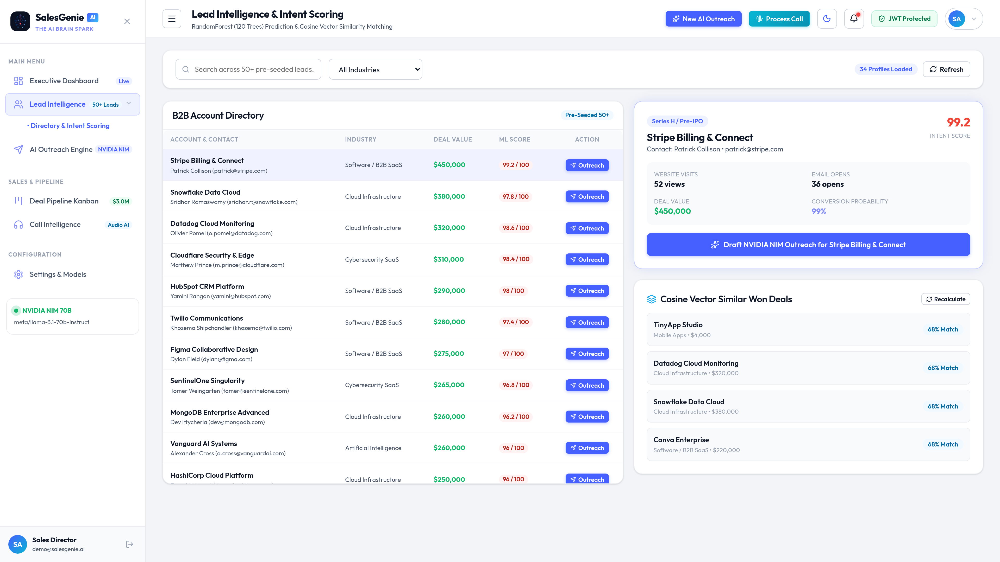 SalesGenie AI
THE AI BRAIN SPARK
MAIN MENU
Executive Dashboard Live
Lead Intelligence 50+ Leads
• Directory & Intent Scoring
AI Outreach Engine NVIDIA NIM
SALES & PIPELINE
Deal Pipeline Kanban $3.0M
Call Intelligence Audio AI
CONFIGURATION
Settings & Models
NVIDIA NIM 70B
meta/llama-3.1-70b-instruct
SA
Sales Director
demo@salesgenie.ai
Lead Intelligence & Intent Scoring
RandomForest (120 Trees) Prediction & Cosine Vector Similarity Matching
New AI Outreach
Process Call
JWT Protected
SA
Search across 50+ pre-seeded leads.
All Industries
34 Profiles Loaded
Refresh
B2B Account Directory
Pre-Seeded 50+
ACCOUNT & CONTACT INDUSTRY DEAL VALUE ML SCORE ACTION
Stripe Billing & Connect
Patrick Collison (patrick@stripe.com)
Software / B2B SaaS $450,000 99.2 / 100 Outreach
Snowflake Data Cloud
Sridhar Ramaswamy (sridhar.r@snowflake.com)
Cloud Infrastructure $380,000 97.8 / 100 Outreach
Datadog Cloud Monitoring
Olivier Pomel (o.pomel@datadog.com)
Cloud Infrastructure $320,000 98.6 / 100 Outreach
Cloudflare Security & Edge
Matthew Prince (m.prince@cloudflare.com)
Cybersecurity SaaS $310,000 98.4 / 100 Outreach
HubSpot CRM Platform
Yamini Rangan (yamini@hubspot.com)
Software / B2B SaaS $290,000 98 / 100 Outreach
Twilio Communications
Khozema Shipchandler (khozema@twilio.com)
Software / B2B SaaS $280,000 97.4 / 100 Outreach
Figma Collaborative Design
Dylan Field (dylan@figma.com)
Software / B2B SaaS $275,000 97 / 100 Outreach
SentinelOne Singularity
Tomer Weingarten (tomer@sentinelone.com)
Cybersecurity SaaS $265,000 96.8 / 100 Outreach
MongoDB Enterprise Advanced
Dev Ittycheria (dev@mongodb.com)
Cloud Infrastructure $260,000 96.2 / 100 Outreach
Vanguard AI Systems
Alexander Cross (a.cross@vanguardai.com)
Artificial Intelligence $260,000 96 / 100 Outreach
HashiCorp Cloud Platform
Cloud Infrastructure $250,000 96 / 100 Outreach
Series H / Pre-IPO
99.2
INTENT SCORE
Stripe Billing & Connect
Contact: Patrick Collison • patrick@stripe.com
WEBSITE VISITS
52 views
EMAIL OPENS
36 opens
DEAL VALUE
$450,000
CONVERSION PROBABILITY
99%
Draft NVIDIA NIM Outreach for Stripe Billing & Connect
Cosine Vector Similar Won Deals
Recalculate
TinyApp Studio
Mobile Apps • $4,000
68% Match
Datadog Cloud Monitoring
Cloud Infrastructure • $320,000
68% Match
Snowflake Data Cloud
Cloud Infrastructure • $380,000
68% Match
Canva Enterprise
Software / B2B SaaS • $220,000
68% Match